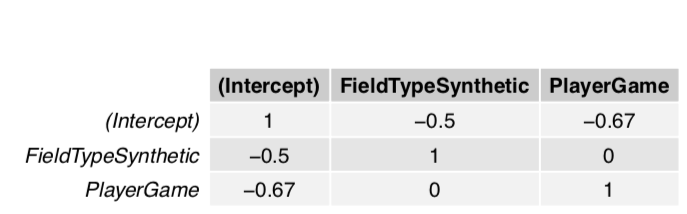 (Intercept) FieldTypeSynthetic PlayerGame
(Intercept) 1 –0.5 –0.67
FieldTypeSynthetic –0.5 1 0
PlayerGame –0.67 0 1